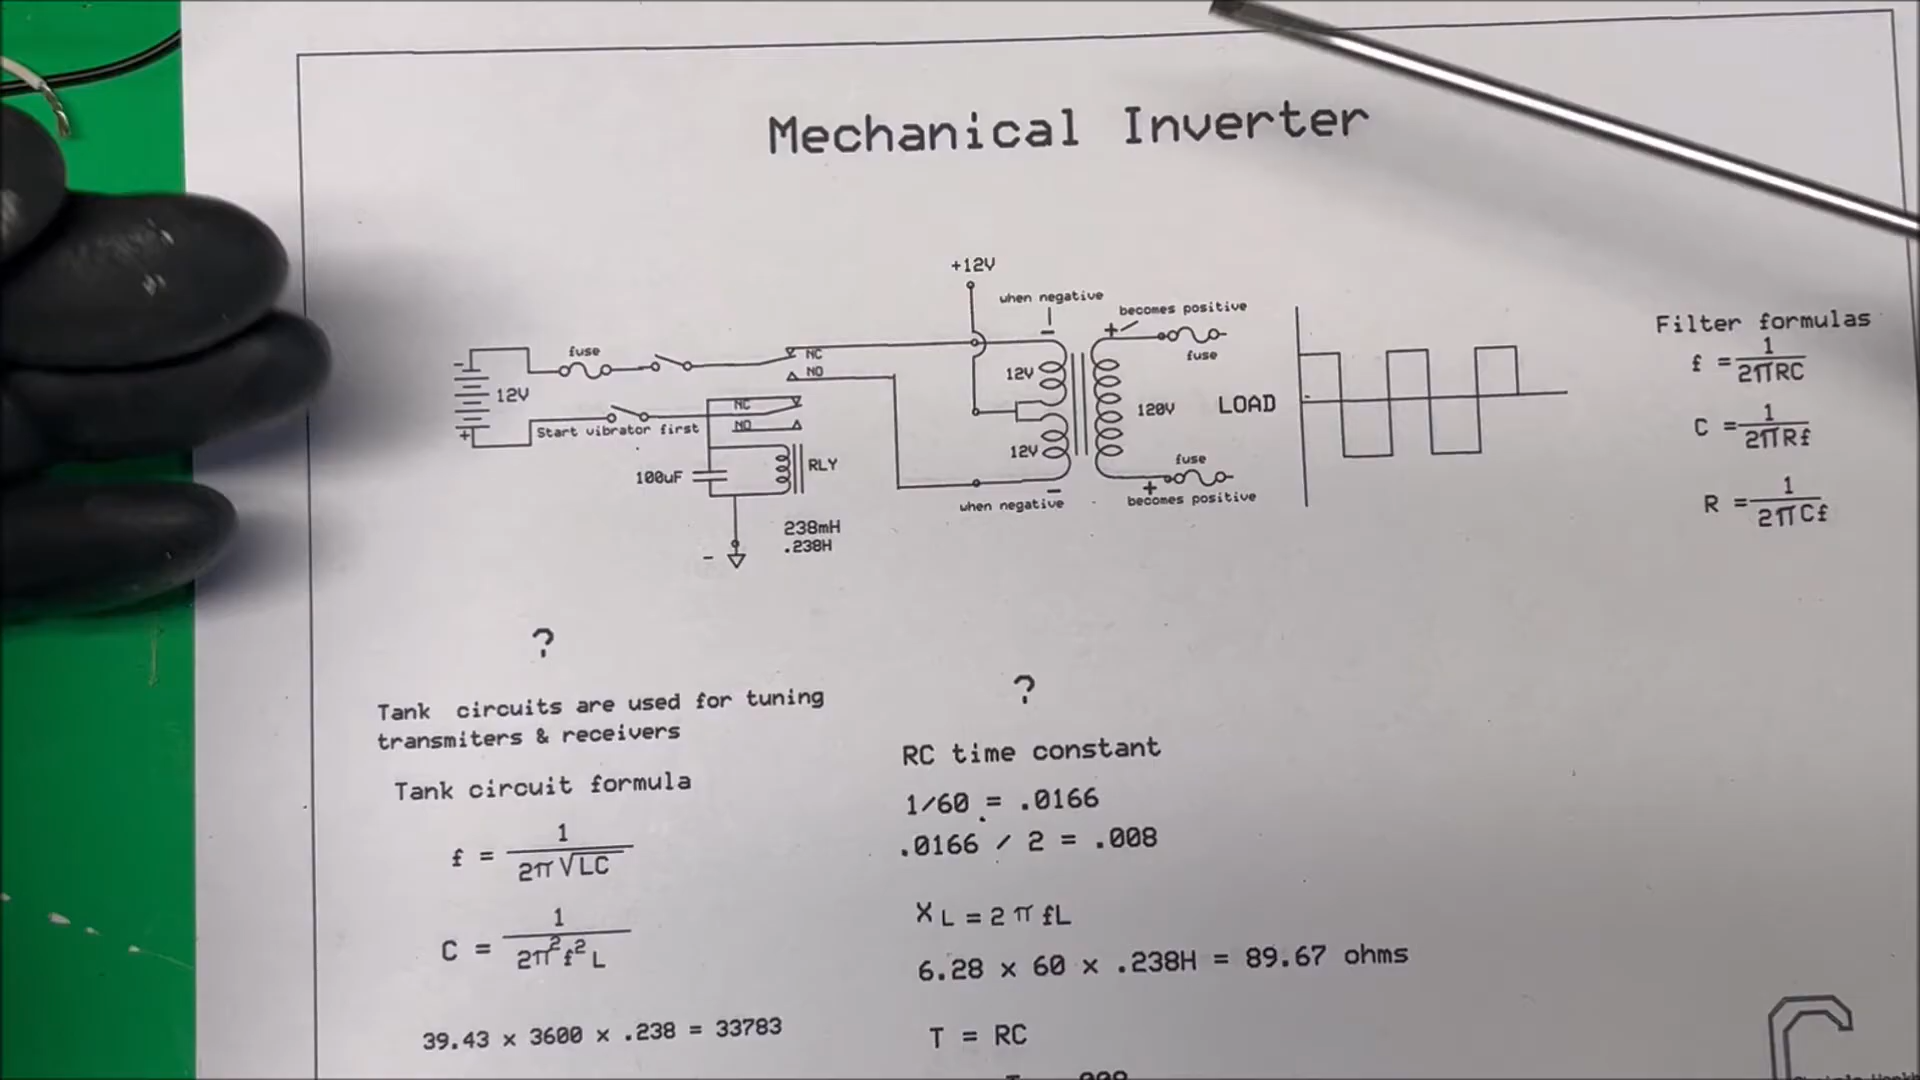 Mechanical Inverter
+12V
when negative
-
becomes positive
+
fuse
-
12V
+
fuse
Start vibrator first
NC
NO
NC
NO
100uF
RLY
238mH
.238H
-
12V
12V
when negative
-
120V
fuse
+
becomes positive
LOAD
Filter formulas
f = 1/2πRC
C = 1/2πRf
R = 1/2πCf
?
Tank circuits are used for tuning
transmiters & receivers
Tank circuit formula
f = 1/2π√LC
C = 1/2π²f²L
39.43 x 3600 x .238 = 33783
?
RC time constant
1/60 = .0166
.0166 / 2 = .008
XL = 2πfL
6.28 x 60 x .238H = 89.67 ohms
T = RC